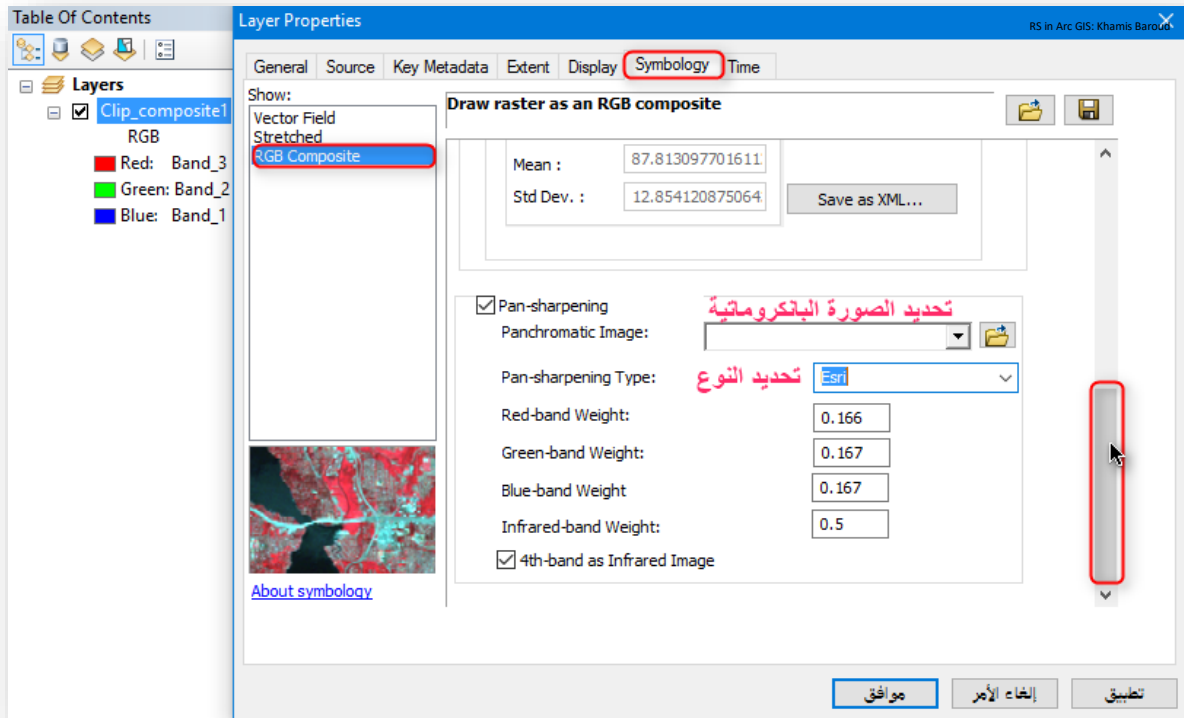 Table Of Contents
Layers
Clip_composite1
RGB
Red: Band_3
Green: Band_2
Blue: Band_1
Layer Properties
RS in Arc GIS: Khamis Baroud
General Source Key Metadata Extent Display Symbology Time
Show:
Vector Field
Stretched
RGB Composite
About symbology
Draw raster as an RGB composite
Mean : 87.813097701611
Std Dev. : 12.854120875064
Save as XML...
Pan-sharpening
تحديد الصورة البانكروماتية
Panchromatic Image:
Pan-sharpening Type: تحديد النوع Esri
Red-band Weight: 0.166
Green-band Weight: 0.167
Blue-band Weight 0.167
Infrared-band Weight: 0.5
4th-band as Infrared Image
موافق إلغاء الأمر تطبيق